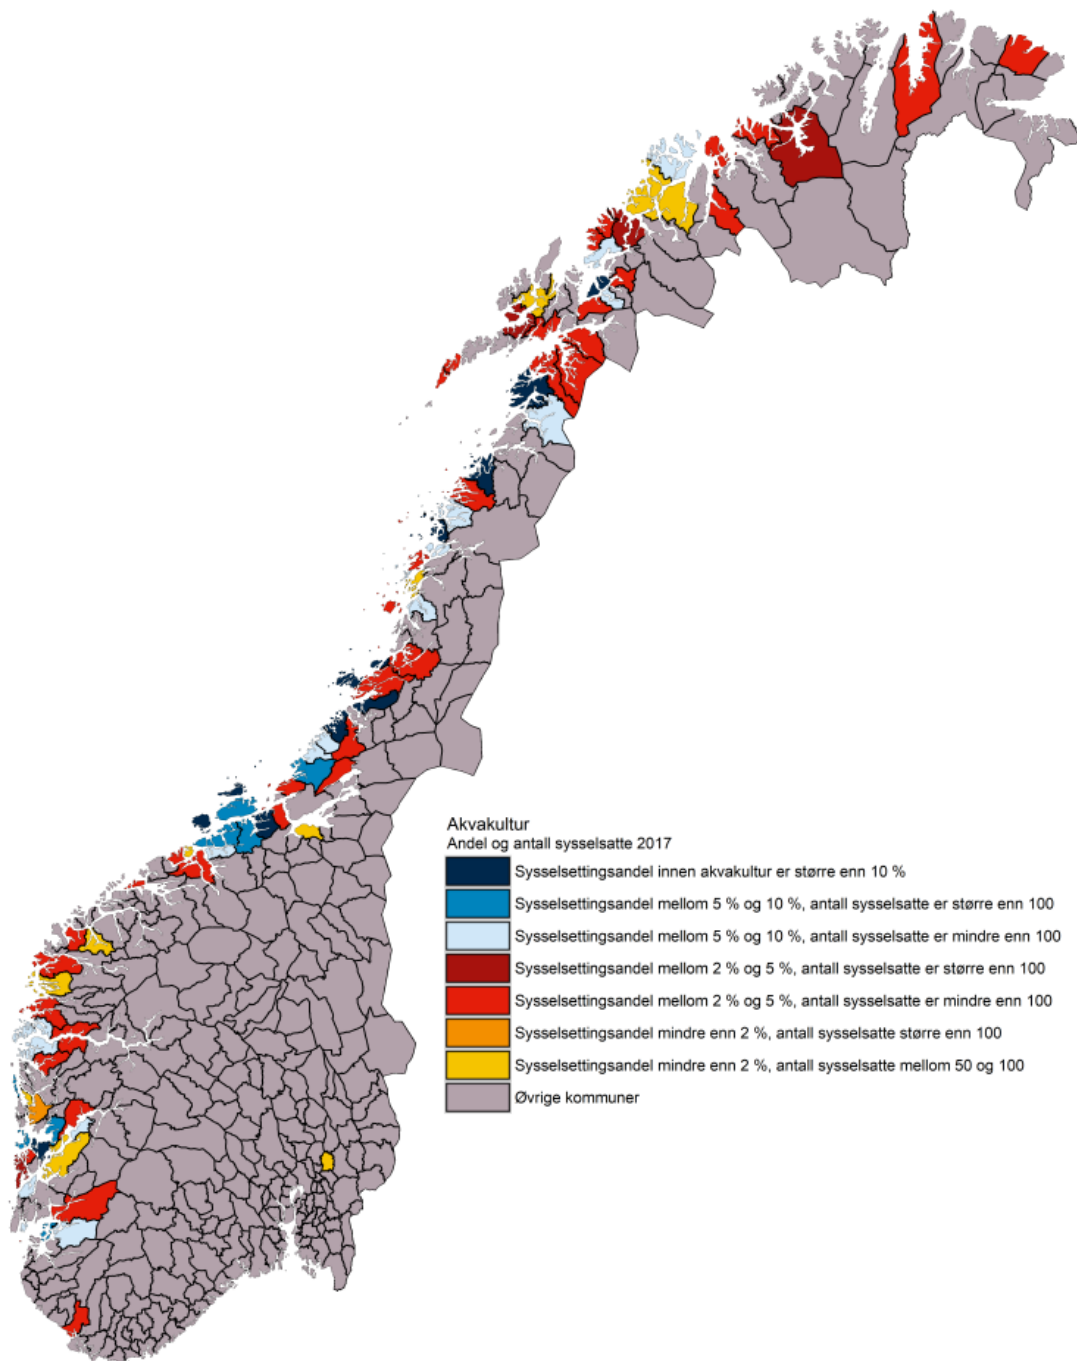 Akvakultur
Andel og antall sysselsatte 2017
Sysselsettingsandel innen akvakultur er større enn 10 %
Sysselsettingsandel mellom 5 % og 10 %, antall sysselsatte er større enn 100
Sysselsettingsandel mellom 5 % og 10 %, antall sysselsatte er mindre enn 100
Sysselsettingsandel mellom 2 % og 5 %, antall sysselsatte er større enn 100
Sysselsettingsandel mellom 2 % og 5 %, antall sysselsatte er mindre enn 100
Sysselsettingsandel mindre enn 2 %, antall sysselsatte større enn 100
Sysselsettingsandel mindre enn 2 %, antall sysselsatte mellom 50 og 100
Øvrige kommuner